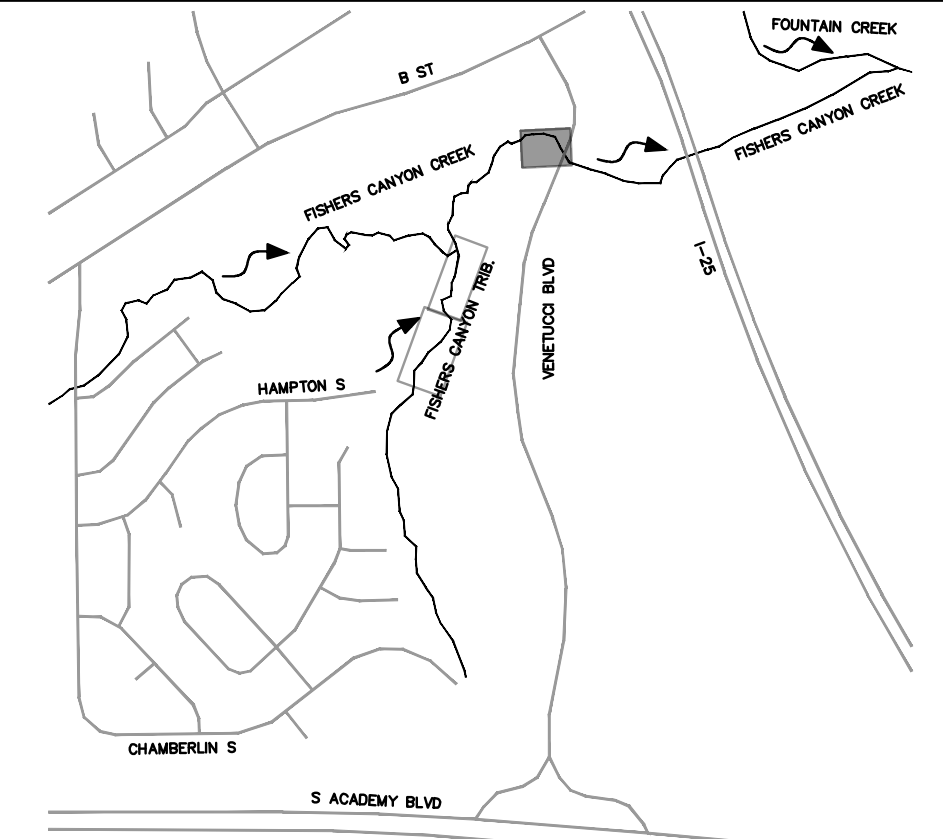 FOUNTAIN CREEK
B ST
FISHERS CANYON CREEK
FISHERS CANYON CREEK
I-25
VENETUCCI BLVD
FISHERS CANYON TRIB.
HAMPTON S
CHAMBERLIN S
S ACADEMY BLVD